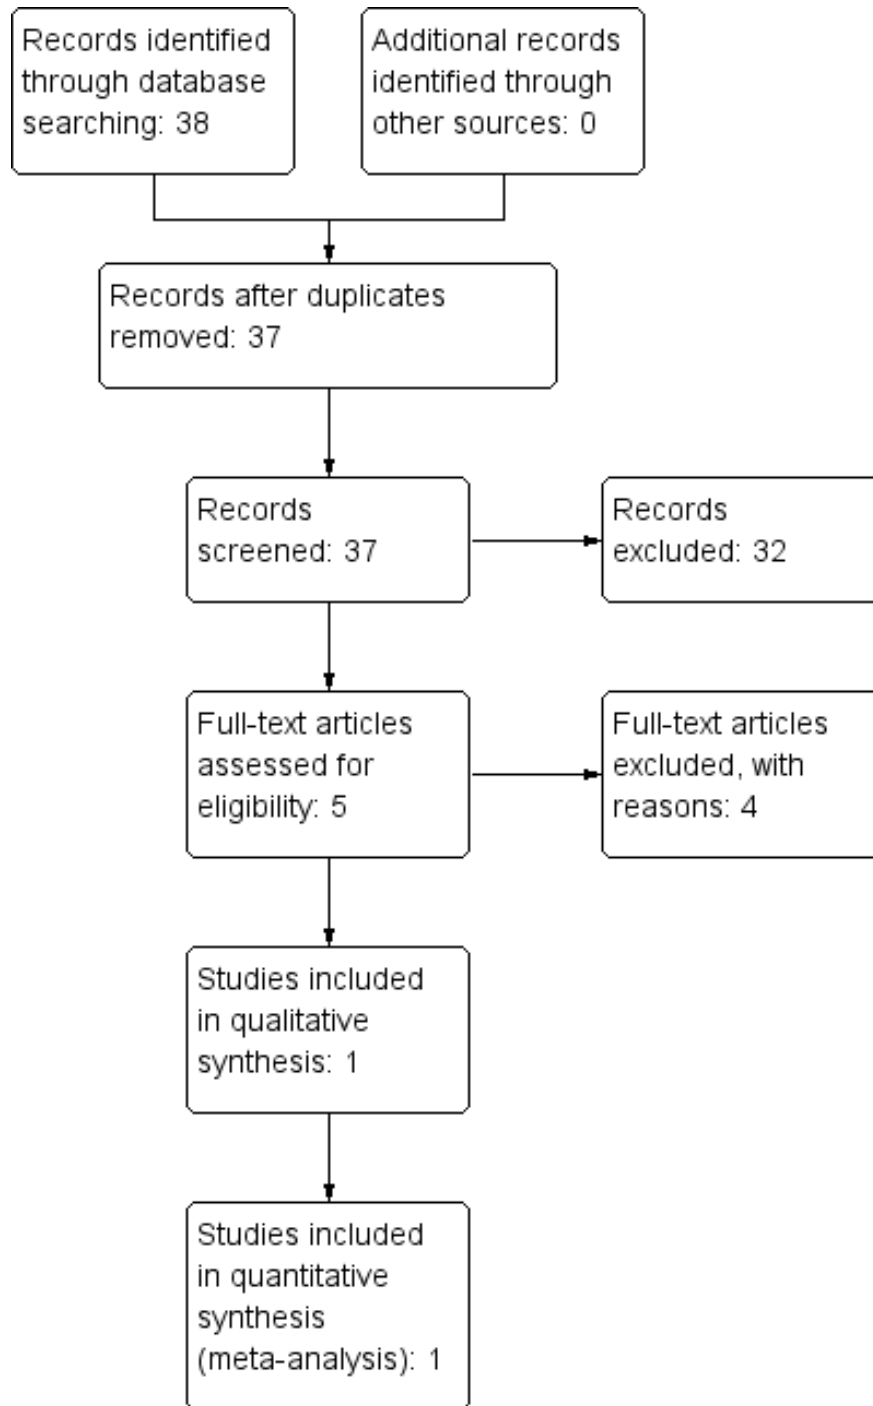 Records identified
through database
searching: 38
Additional records
identified through
other sources: 0
Records after duplicates
removed: 37
Records
screened: 37
Records
excluded: 32
Full-text articles
assessed for
eligibility: 5
Full-text articles
excluded, with
reasons: 4
Studies included
in qualitative
synthesis: 1
Studies included
in quantitative
synthesis
(meta-analysis): 1